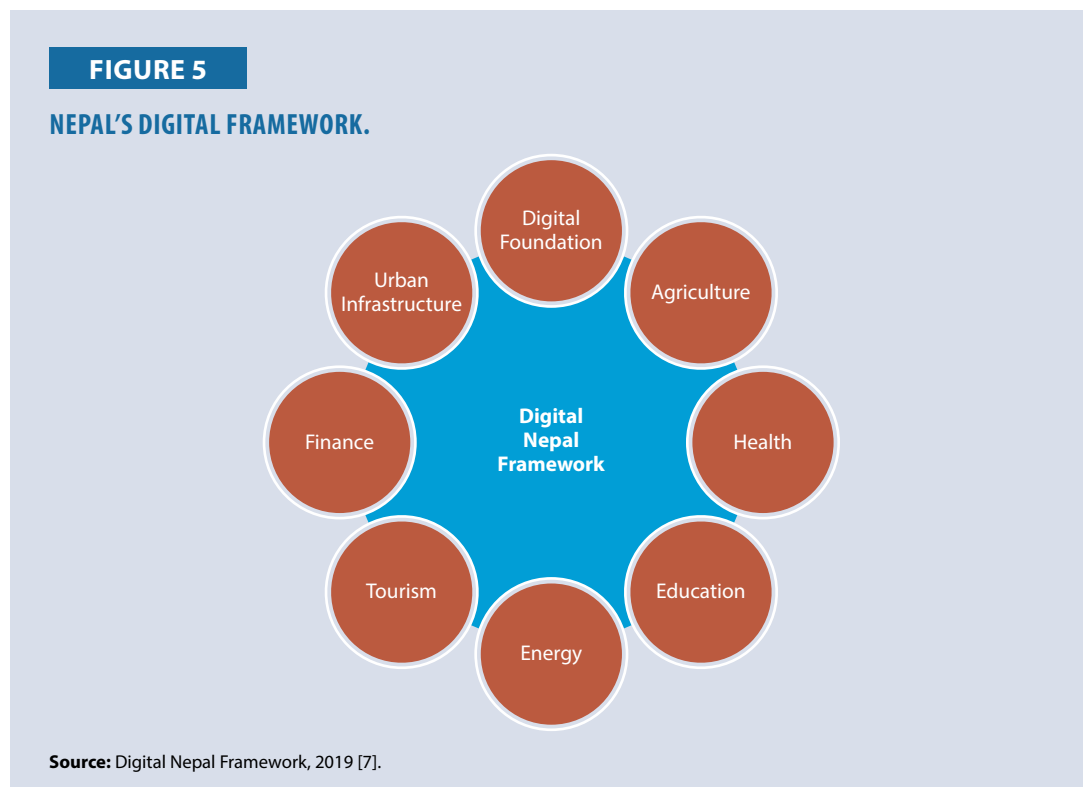 FIGURE 5
NEPAL'S DIGITAL FRAMEWORK.
Digital
Foundation
Agriculture
Health
Education
Energy
Tourism
Finance
Urban
Infrastructure
Digital
Nepal
Framework
Source: Digital Nepal Framework, 2019 [7].